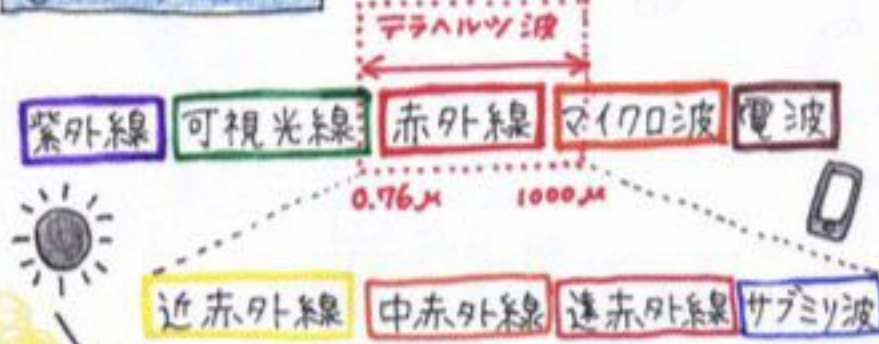 テラヘルツ波
紫外線 可視光線 赤外線 マイクロ波 電波
0.76μ 1000μ
近赤外線 中赤外線 遠赤外線 サブミリ波